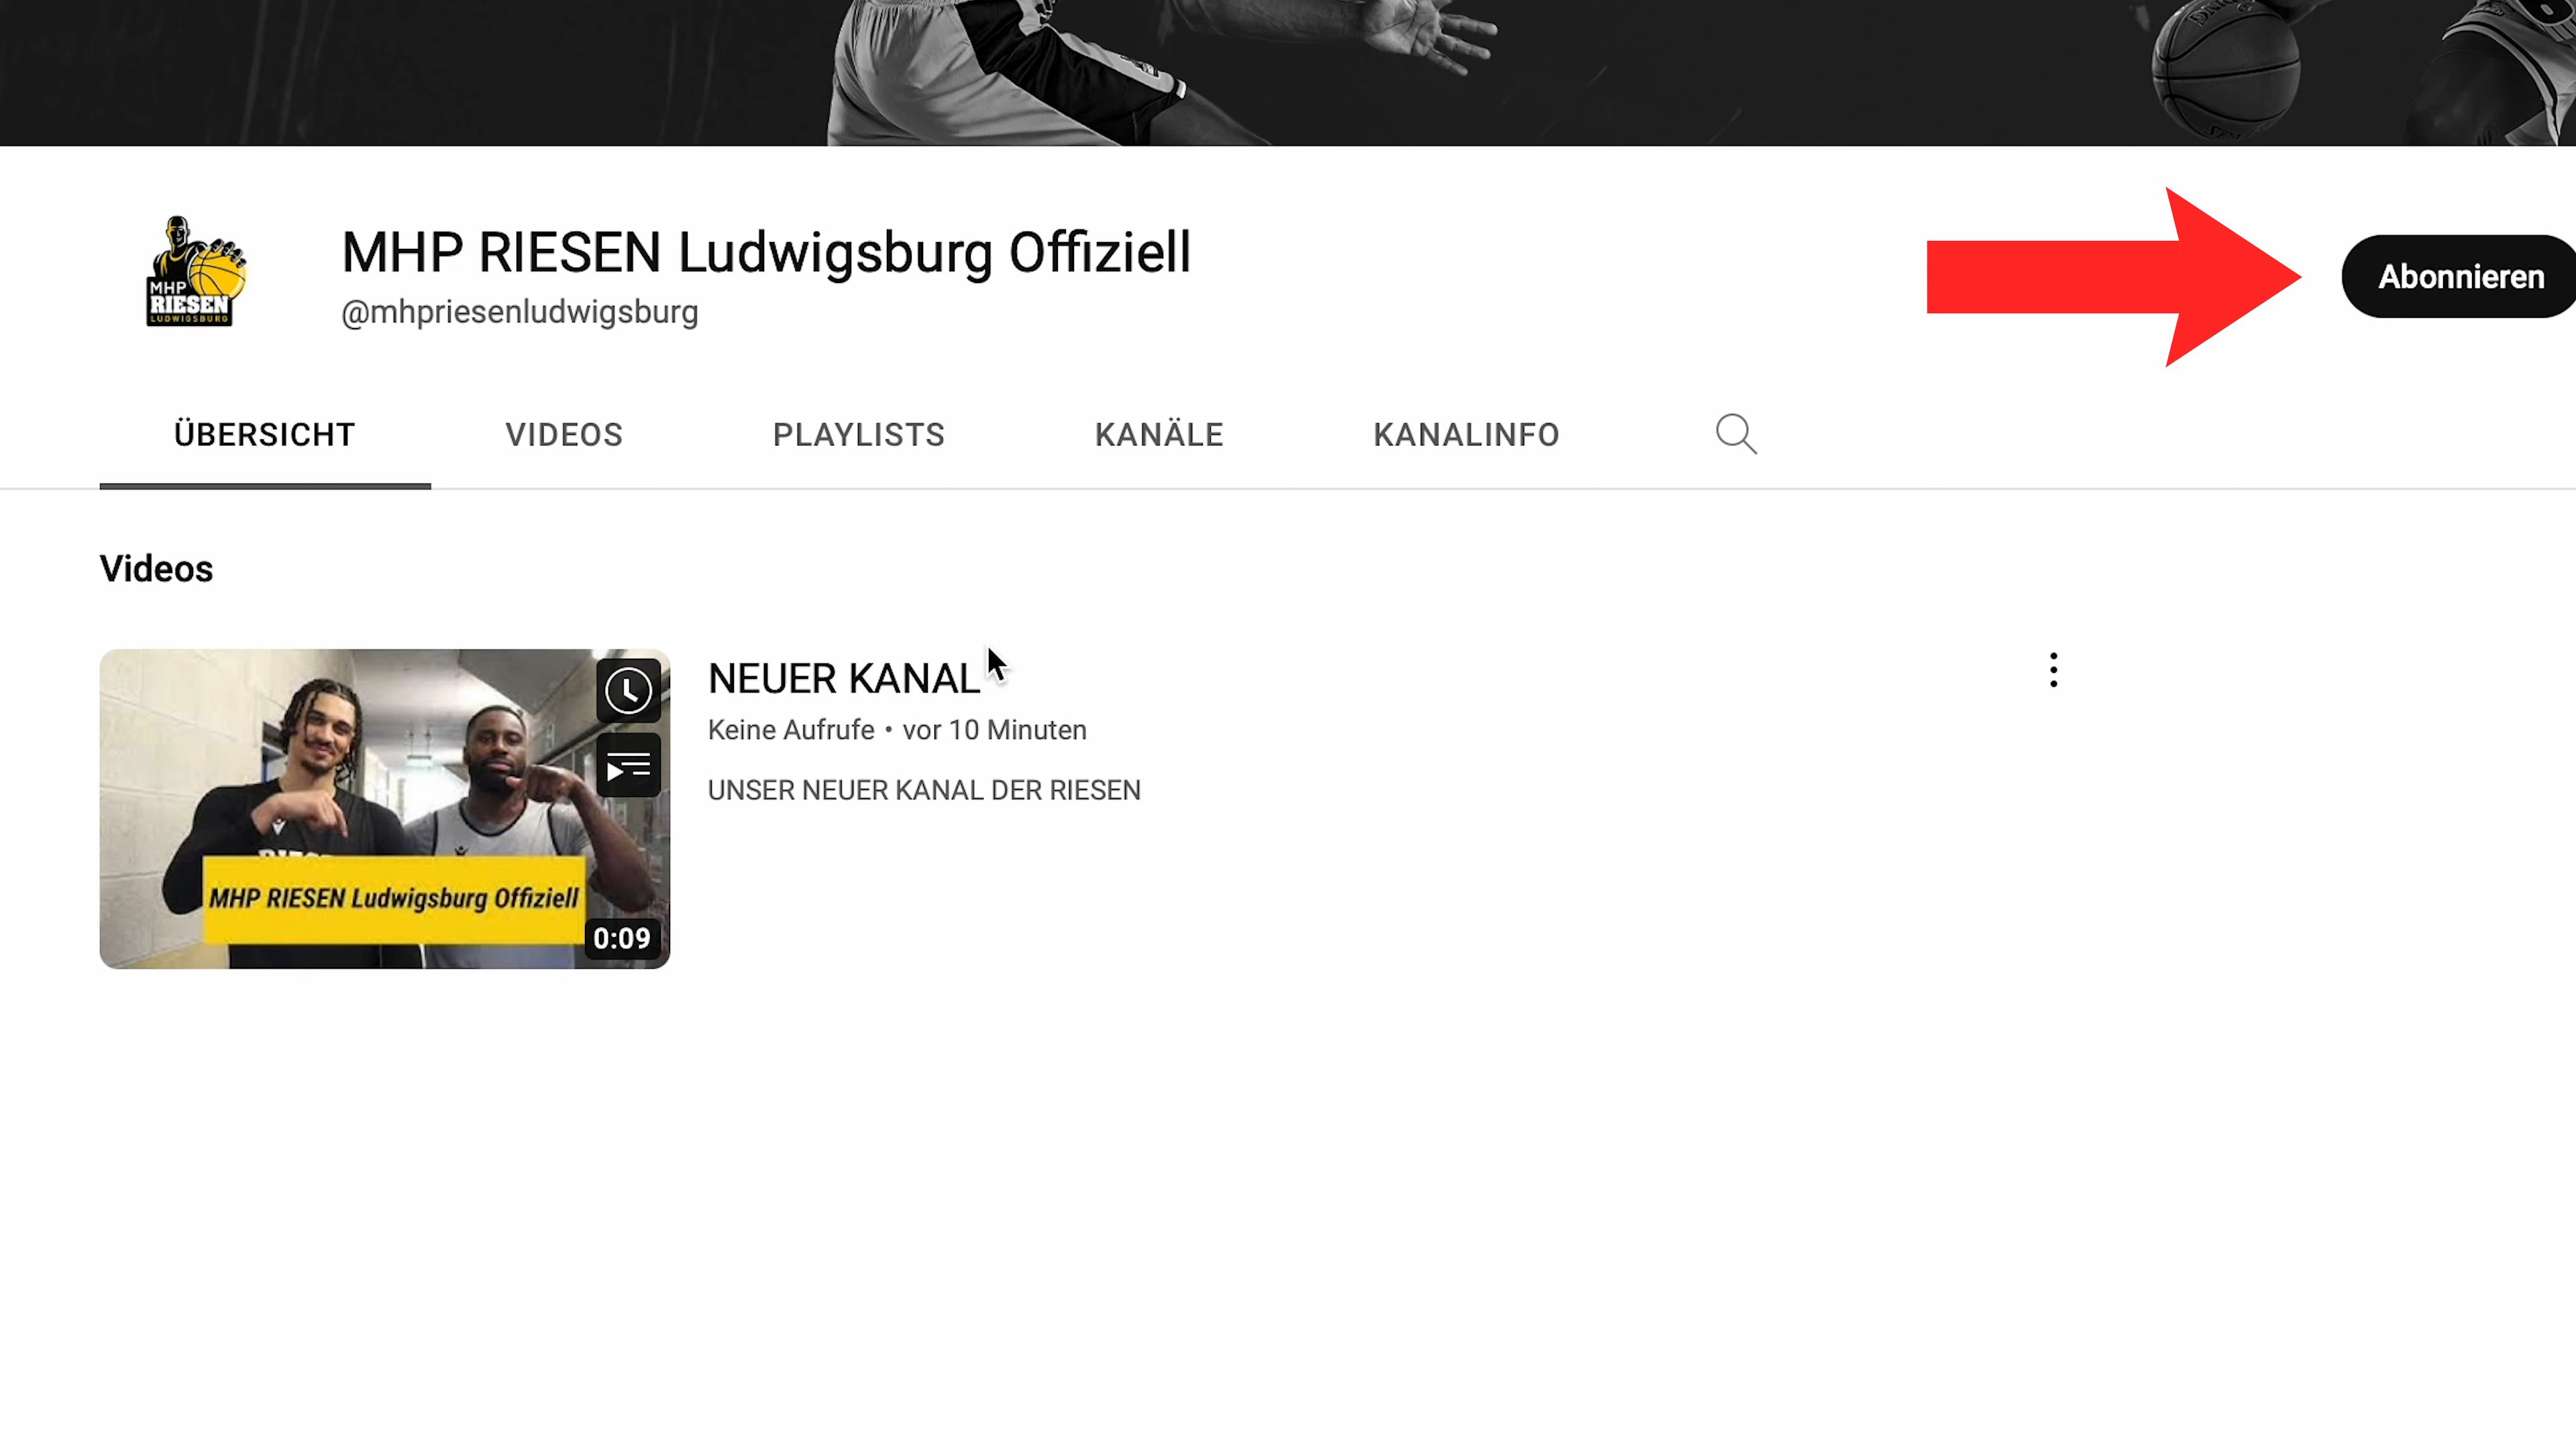 MHP RIESEN Ludwigsburg Offiziell
@mhpriesenludwigsburg
MHP
RIESEN
LUDWIGSBURG
Abonnieren
ÜBERSICHT VIDEOS PLAYLISTS KANÄLE KANALINFO
Videos
NEUER KANAL
Keine Aufrufe • vor 10 Minuten
UNSER NEUER KANAL DER RIESEN
MHP RIESEN Ludwigsburg Offiziell
0:09